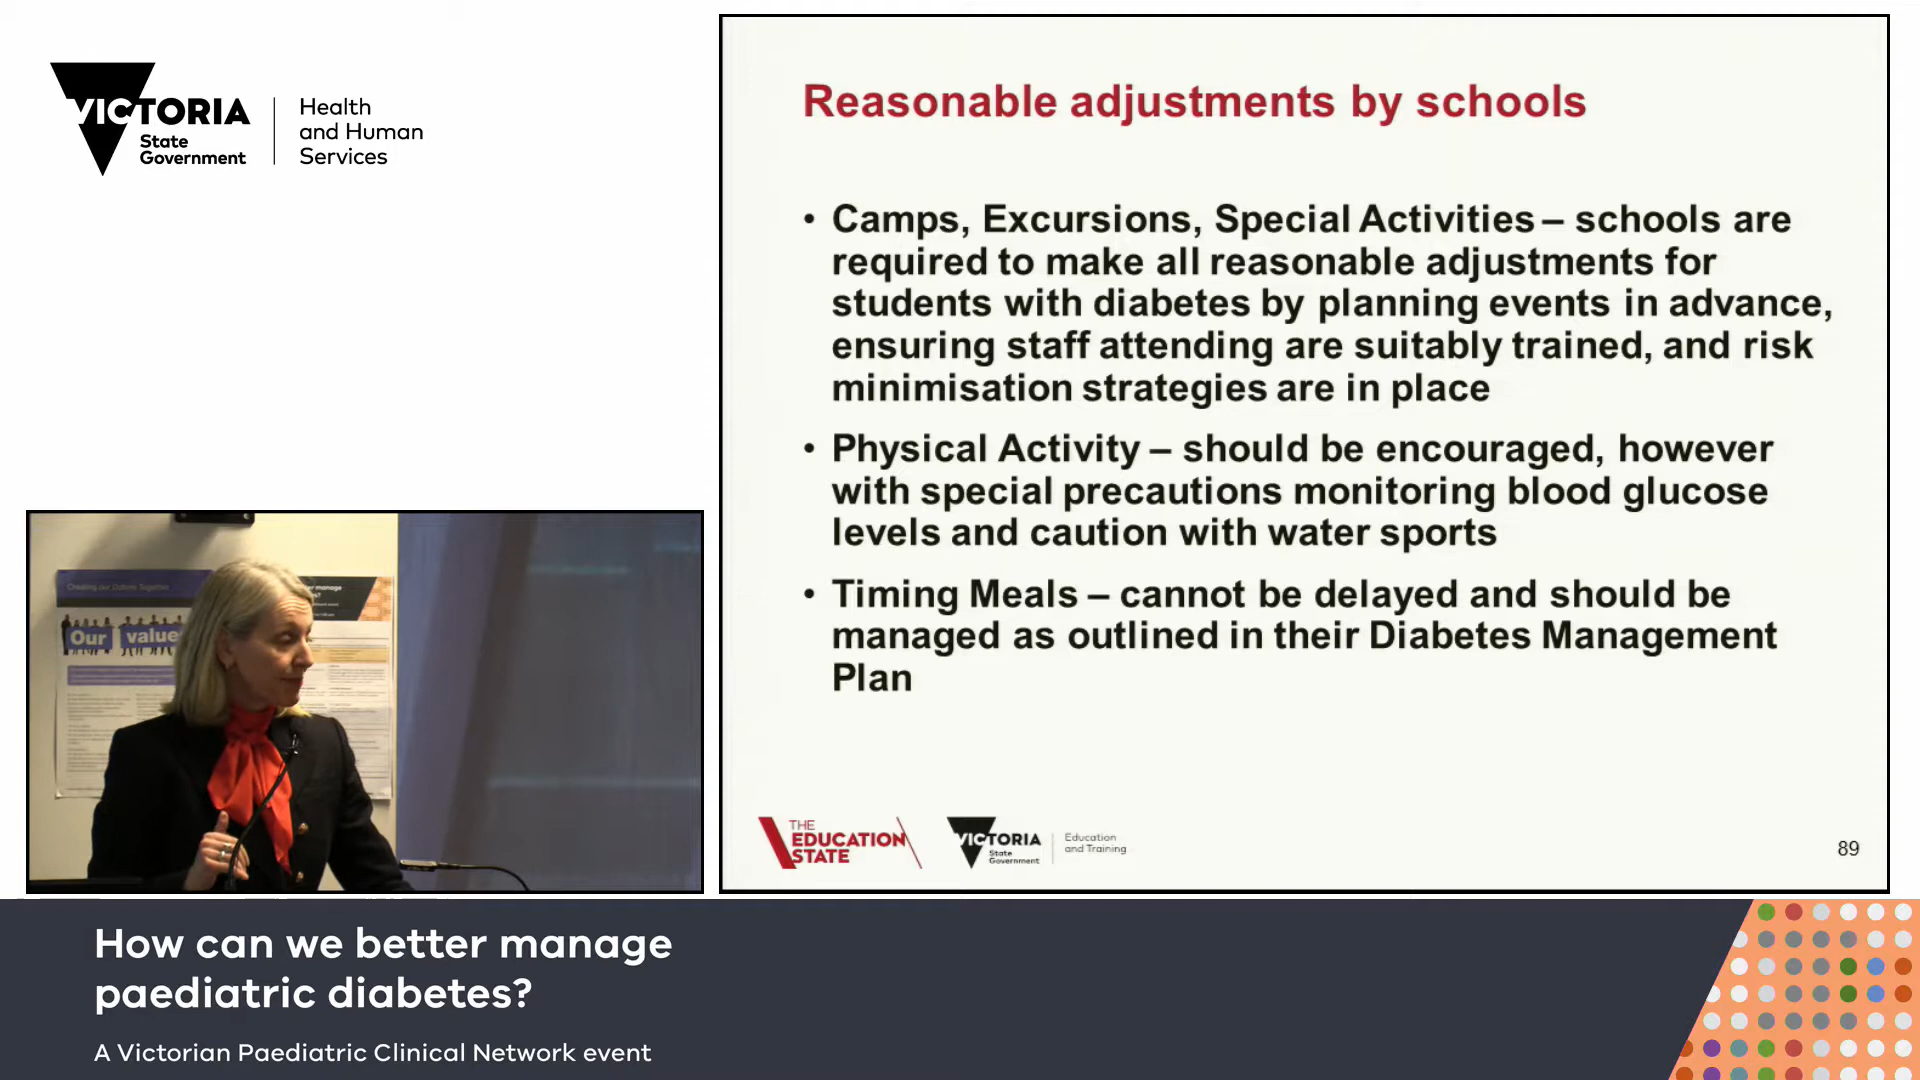 VICTORIA
State
Government
Health
and Human
Services
Reasonable adjustments by schools
• Camps, Excursions, Special Activities – schools are
required to make all reasonable adjustments for
students with diabetes by planning events in advance,
ensuring staff attending are suitably trained, and risk
minimisation strategies are in place
• Physical Activity – should be encouraged, however
with special precautions monitoring blood glucose
levels and caution with water sports
• Timing Meals – cannot be delayed and should be
managed as outlined in their Diabetes Management
Plan
THE
EDUCATION
STATE
VICTORIA
State
Government
Education
and Training
89
Our value
How can we better manage
paediatric diabetes?
A Victorian Paediatric Clinical Network event